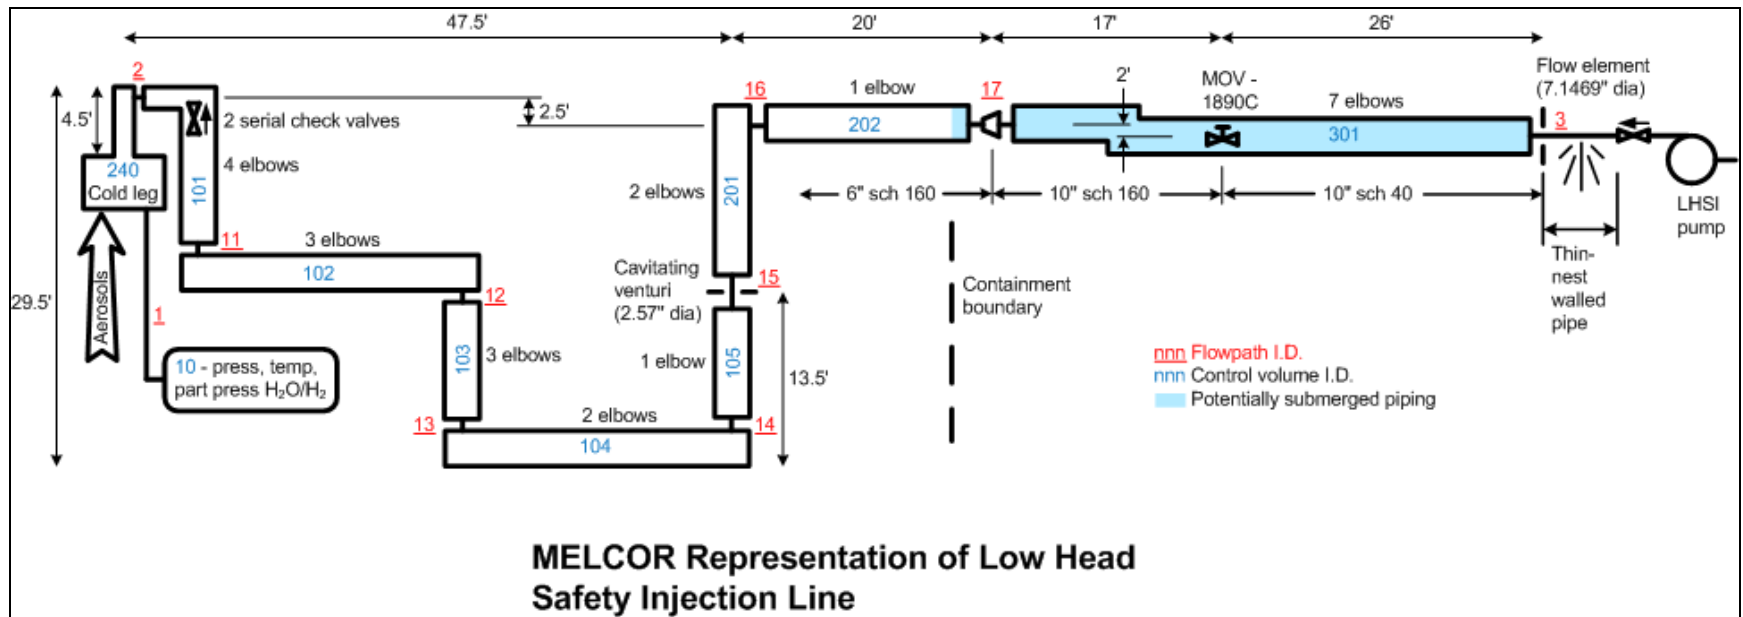 47.5'
20'
17'
26'
2
16
1 elbow
17
2'
MOV -
1890C
Flow element
(7.1469" dia)
7 elbows
3
4.5'
2 serial check valves
2.5'
202
301
240
Cold leg
4 elbows
101
2 elbows
201
6" sch 160
10" sch 160
10" sch 40
LHSI
pump
11
3 elbows
102
Aerosols
29.5'
1
12
Cavitating
venturi
(2.57" dia)
15
Containment
boundary
Thin-
nest
walled
pipe
103
3 elbows
1 elbow
105
13.5'
10 - press, temp,
part press H₂O/H₂
nnn Flowpath I.D.
nnn Control volume I.D.
Potentially submerged piping
13
2 elbows
14
104
MELCOR Representation of Low Head
Safety Injection Line